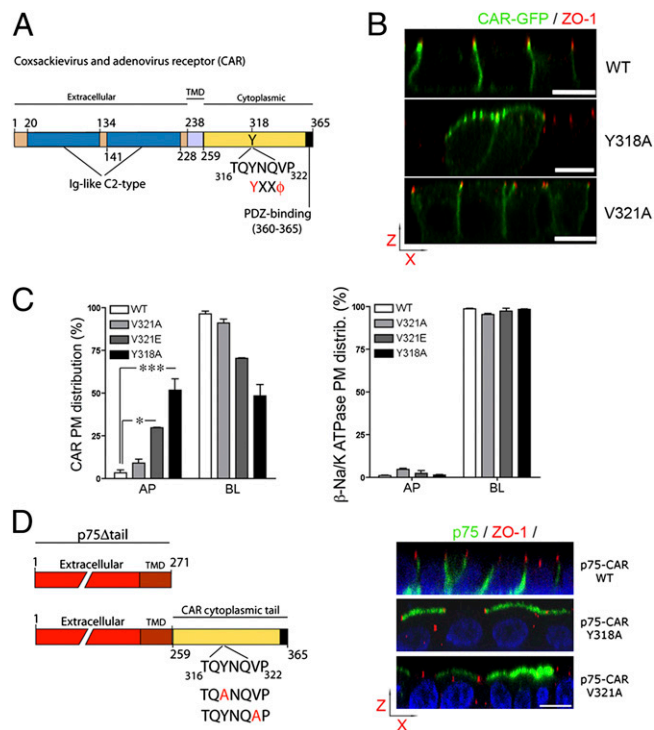 A
Coxsackievirus and adenovirus receptor (CAR)
Extracellular TMD Cytoplasmic
1 20 134 238 318 365
Y
141 228 259
316 TQYNQVP 322
YXXϕ
Ig-like C2-type
PDZ-binding
(360-365)
B
CAR-GFP / ZO-1
WT
Y318A
V321A
Z
X
C
CAR PM distribution (%)
100
75
50
25
0
WT
V321A
V321E
Y318A
***
*
AP BL
β-Na/K ATPase PM distrib. (%)
100
75
50
25
0
WT
V321A
V321E
Y318A
AP BL
D
p75Δtail
1 271
Extracellular TMD
CAR cytoplasmic tail
1
Extracellular TMD
259 365
316 TQYNQVP 322
TQANQVP
TQYNQAP
p75 / ZO-1 /
p75-CAR
WT
p75-CAR
Y318A
p75-CAR
V321A
Z
X